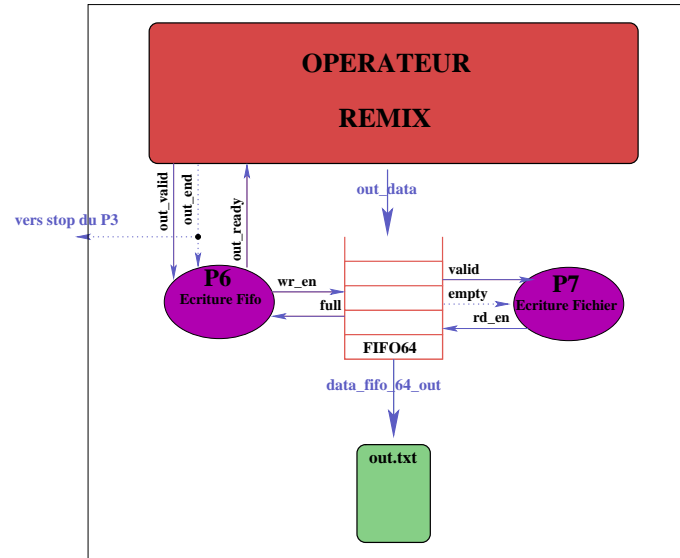 OPERATEUR
REMIX
out_valid
out_end
out_ready
out_data
vers stop du P3
P6
Ecriture Fifo
wr_en
full
valid
empty
rd_en
P7
Ecriture Fichier
FIFO64
data_fifo_64_out
out.txt